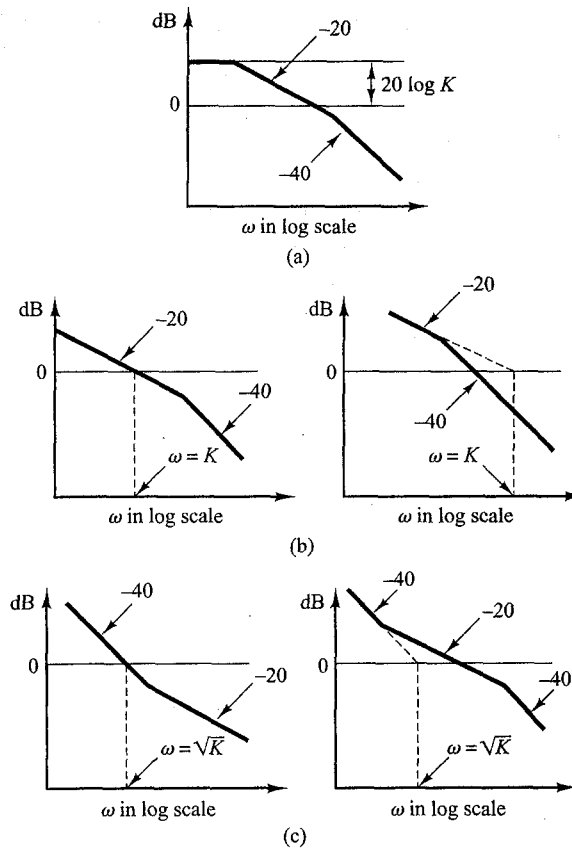 dB
-20
20 log K
0
-40
ω in log scale
(a)
dB
-20
0
-40
ω = K
ω in log scale
dB
-20
0
-40
ω = K
ω in log scale
(b)
dB
-40
0
-20
ω = √K
ω in log scale
dB
-40
-20
0
-40
ω = √K
ω in log scale
(c)